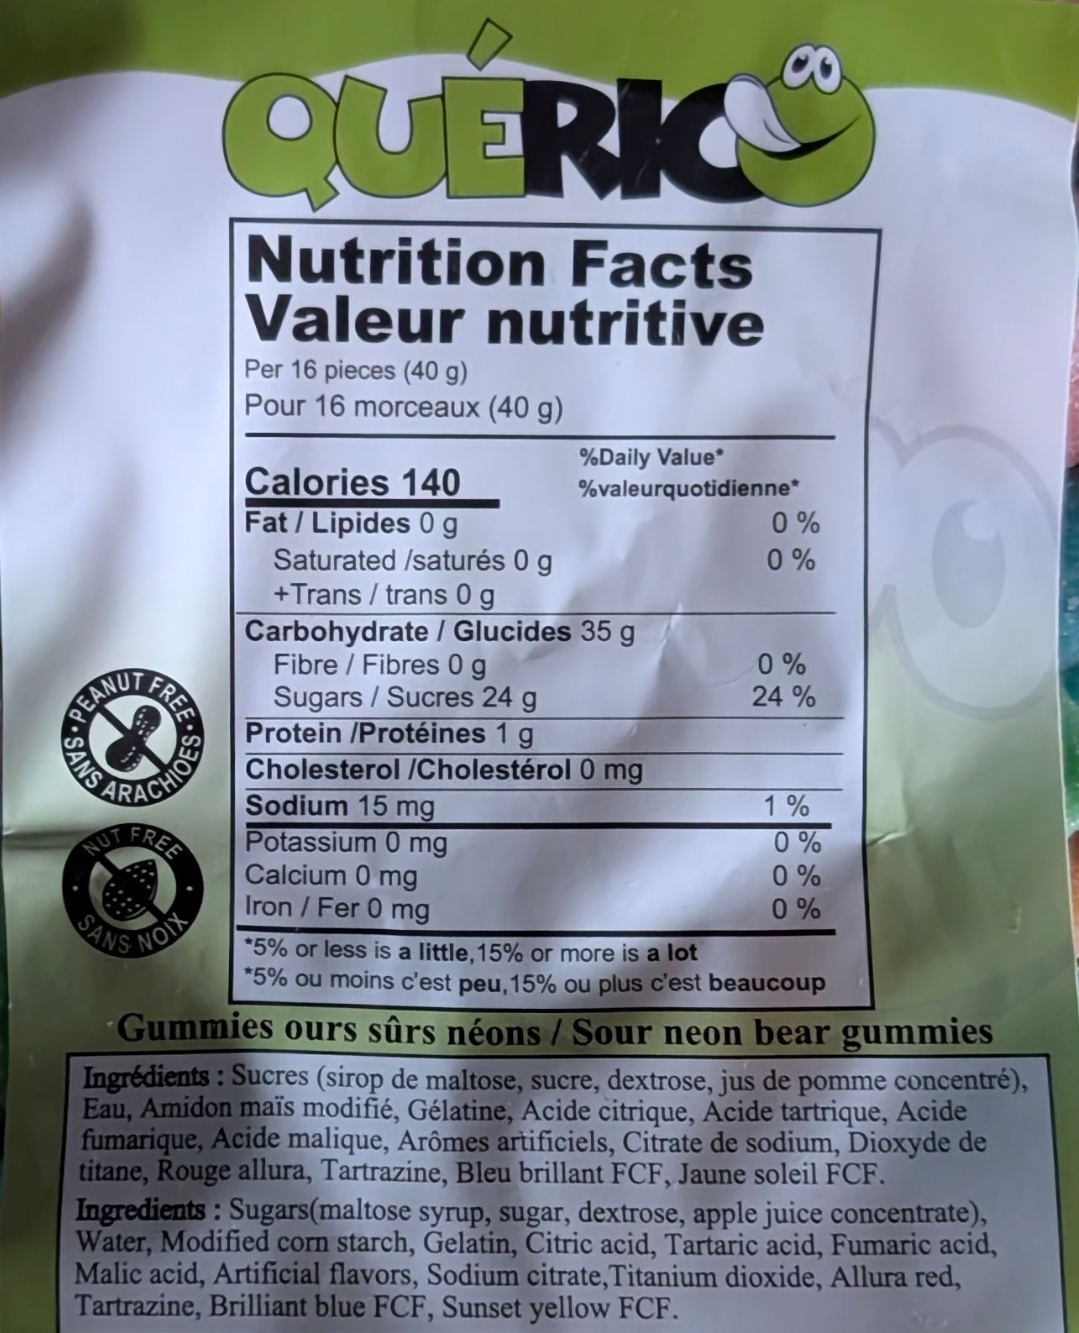 QUÉRICO
Nutrition Facts
Valeur nutritive
Per 16 pieces (40 g)
Pour 16 morceaux (40 g)
%Daily Value*
Calories 140 %valeurquotidienne*
Fat / Lipides 0 g 0 %
Saturated /saturés 0 g 0 %
+Trans / trans 0 g
Carbohydrate / Glucides 35 g
Fibre / Fibres 0 g 0 %
Sugars / Sucres 24 g 24 %
Protein /Protéines 1 g
Cholesterol /Cholestérol 0 mg
Sodium 15 mg 1 %
Potassium 0 mg 0 %
Calcium 0 mg 0 %
Iron / Fer 0 mg 0 %
*5% or less is a little,15% or more is a lot
*5% ou moins c'est peu,15% ou plus c'est beaucoup
PEANUT FREE • SANS ARACHIDES •
NUT FREE • SANS NOIX •
Gummies ours sûrs néons / Sour neon bear gummies
Ingrédients : Sucres (sirop de maltose, sucre, dextrose, jus de pomme concentré),
Eau, Amidon maïs modifié, Gélatine, Acide citrique, Acide tartrique, Acide
fumarique, Acide malique, Arômes artificiels, Citrate de sodium, Dioxyde de
titane, Rouge allura, Tartrazine, Bleu brillant FCF, Jaune soleil FCF.
Ingredients : Sugars(maltose syrup, sugar, dextrose, apple juice concentrate),
Water, Modified corn starch, Gelatin, Citric acid, Tartaric acid, Fumaric acid,
Malic acid, Artificial flavors, Sodium citrate,Titanium dioxide, Allura red,
Tartrazine, Brilliant blue FCF, Sunset yellow FCF.